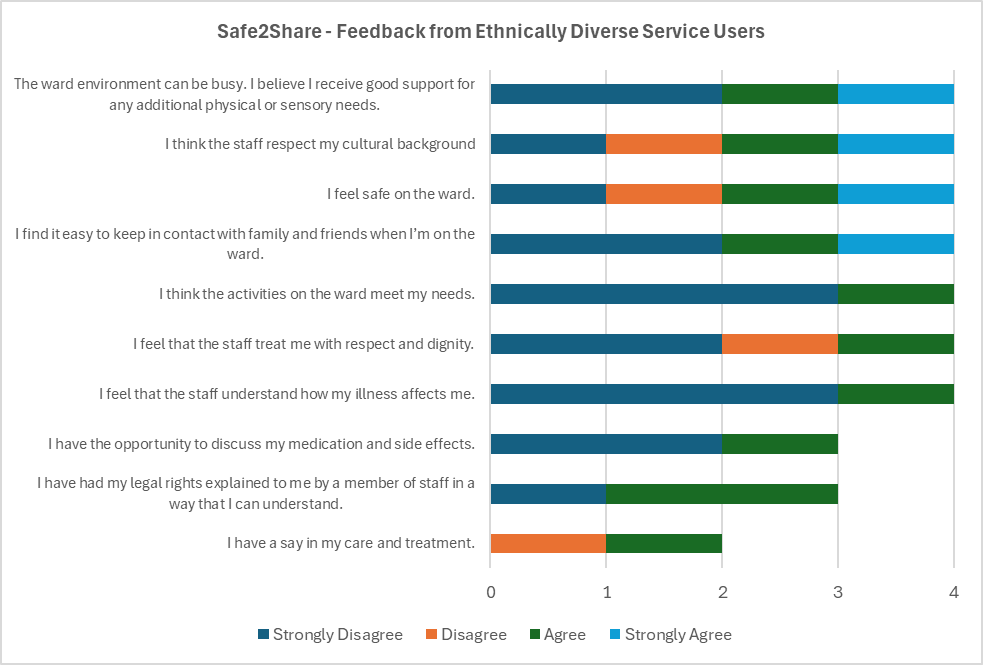 Safe2Share - Feedback from Ethnically Diverse Service Users
The ward environment can be busy. I believe I receive good support for
any additional physical or sensory needs.
I think the staff respect my cultural background
I feel safe on the ward.
I find it easy to keep in contact with family and friends when I'm on the
ward.
I think the activities on the ward meet my needs.
I feel that the staff treat me with respect and dignity.
I feel that the staff understand how my illness affects me.
I have the opportunity to discuss my medication and side effects.
I have had my legal rights explained to me by a member of staff in a
way that I can understand.
I have a say in my care and treatment.
0 1 2 3 4
Strongly Disagree Disagree Agree Strongly Agree